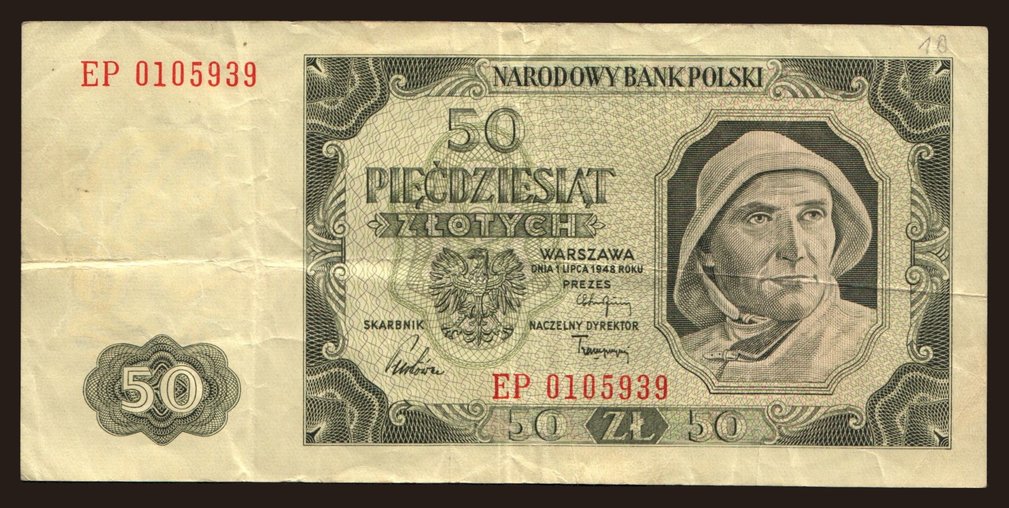 18
EP 0105939
NARODOWY BANK POLSKI
50
PIĘĆDZIESIĄT
ZŁOTYCH
WARSZAWA
DNIA 1 LIPCA 1948 ROKU
PREZES
SKARBNIK
NACZELNY DYREKTOR
EP 0105939
50
50 ZŁ 50